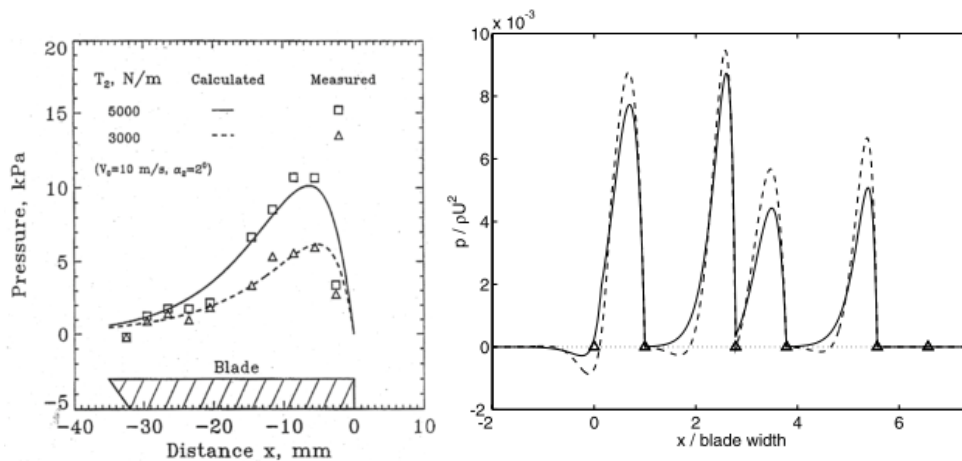 20
T₂, N/m Calculated Measured
5000
3000
(V₂=10 m/s, α₂=2⁰)
15
10
5
0
−5
Pressure, kPa
Blade
−40 −30 −20 −10 0 10
Distance x, mm
10 x 10⁻³
8
6
4
2
0
−2
p / ρU²
−2 0 2 4 6
x / blade width